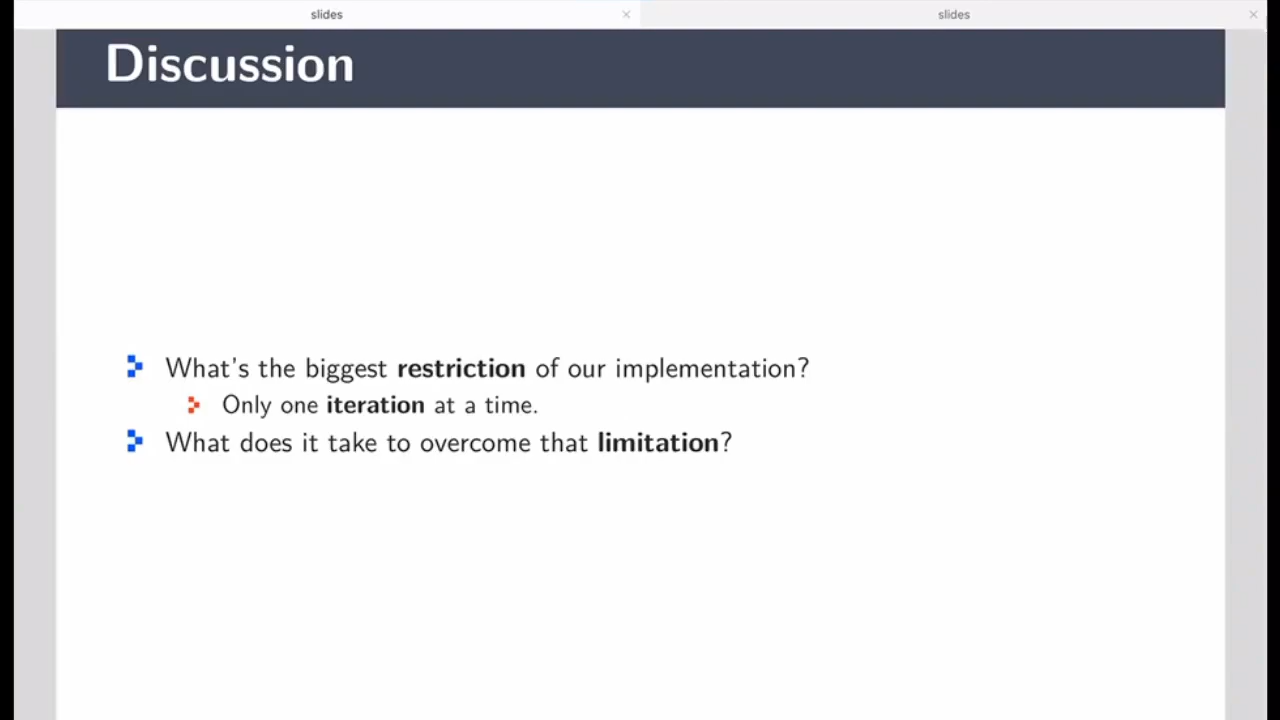 slides
slides
Discussion
What's the biggest restriction of our implementation?
Only one iteration at a time.
What does it take to overcome that limitation?